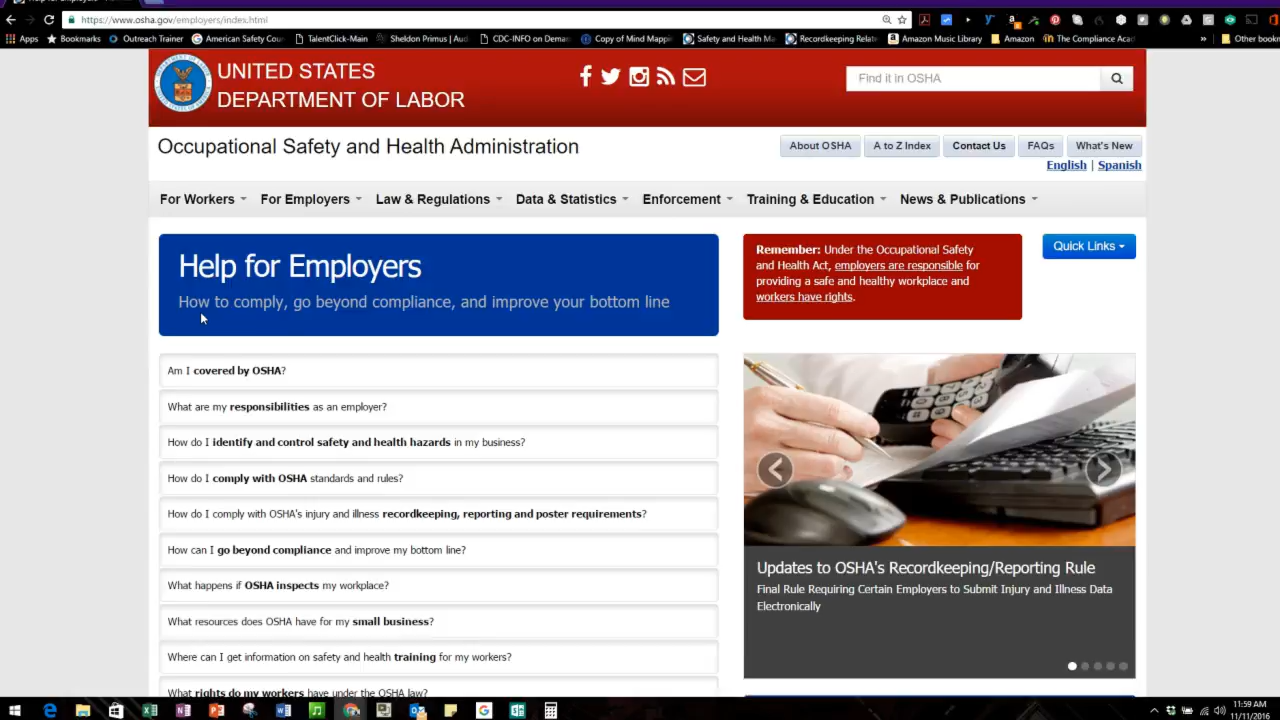 https://www.osha.gov/employers/index.html
Apps Bookmarks Outreach Trainer American Safety Cou TalentClick-Main Sheldon Primus | Aud CDC-INFO on Dema Copy of Mind Mappi Safety and Health Ma Recordkeeping Relat Amazon Music Library Amazon The Compliance Acad » Other bookm
UNITED STATES
DEPARTMENT OF LABOR
Find it in OSHA
Occupational Safety and Health Administration
About OSHA A to Z Index Contact Us FAQs What's New
English | Spanish
For Workers For Employers Law & Regulations Data & Statistics Enforcement Training & Education News & Publications
Help for Employers
How to comply, go beyond compliance, and improve your bottom line
Remember: Under the Occupational Safety
and Health Act, employers are responsible for
providing a safe and healthy workplace and
workers have rights.
Quick Links
Am I covered by OSHA?
What are my responsibilities as an employer?
How do I identify and control safety and health hazards in my business?
How do I comply with OSHA standards and rules?
How do I comply with OSHA's injury and illness recordkeeping, reporting and poster requirements?
How can I go beyond compliance and improve my bottom line?
What happens if OSHA inspects my workplace?
What resources does OSHA have for my small business?
Where can I get information on safety and health training for my workers?
What rights do my workers have under the OSHA law?
Updates to OSHA's Recordkeeping/Reporting Rule
Final Rule Requiring Certain Employers to Submit Injury and Illness Data
Electronically
11:59 AM
11/11/2016